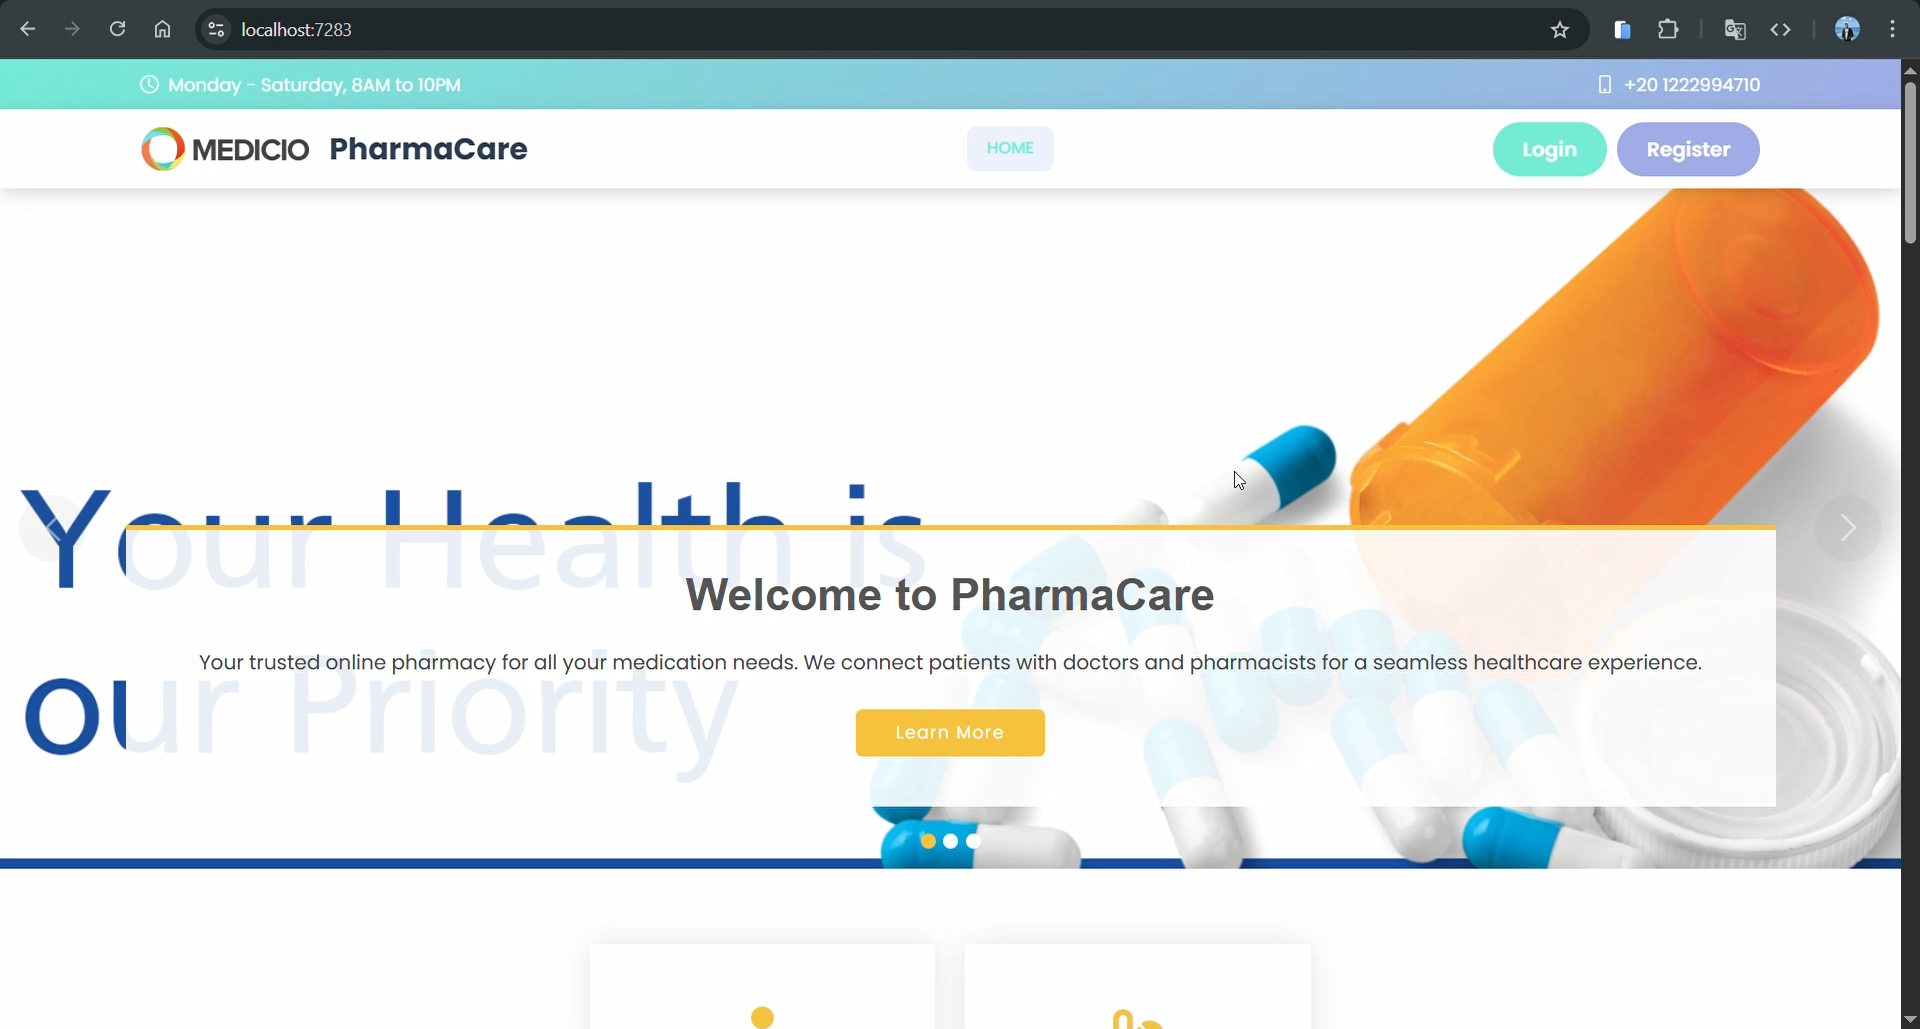 localhost:7283
Monday - Saturday, 8AM to 10PM
+20 1222994710
MEDICIO PharmaCare
HOME
Login
Register
Your Health is
our Priority
Welcome to PharmaCare
Your trusted online pharmacy for all your medication needs. We connect patients with doctors and pharmacists for a seamless healthcare experience.
Learn More